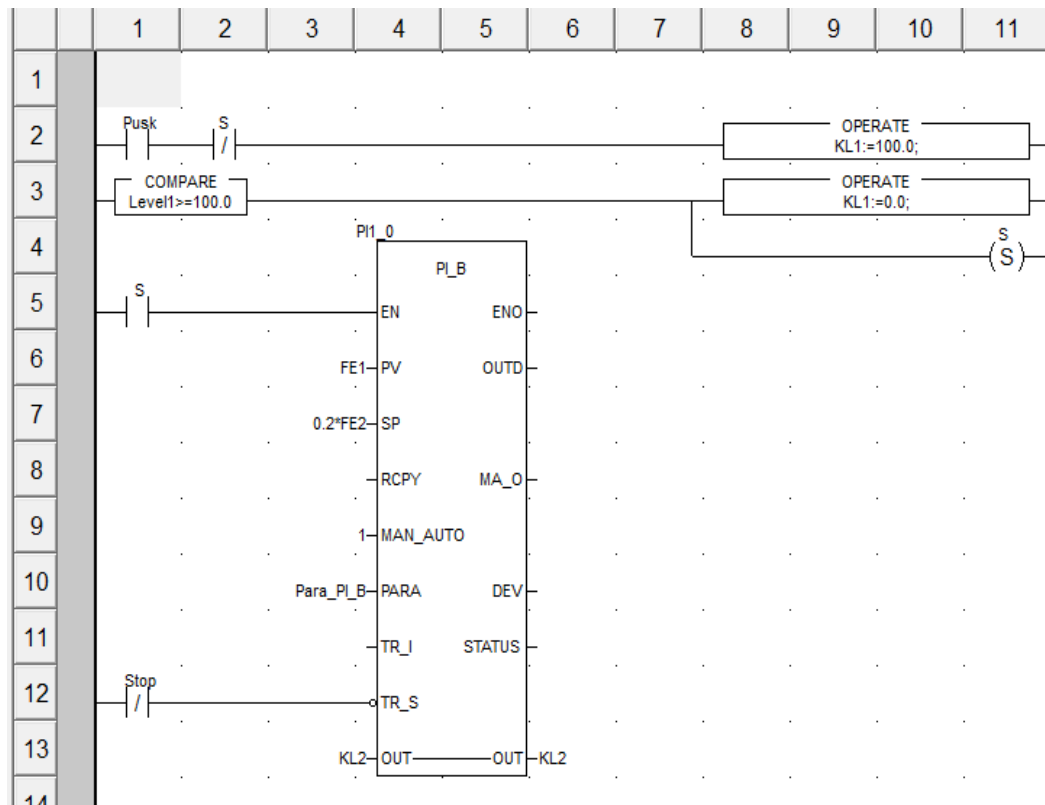 1 2 3 4 5 6 7 8 9 10 11
1
2 Pusk S / OPERATE
KL1:=100.0;
3 COMPARE OPERATE
Level1>=100.0 KL1:=0.0;
PI1_0
4 S
PI_B (S)
5 S EN ENO
6 FE1 PV OUTD
7 0.2*FE2 SP
8 RCPY MA_O
9 1 MAN_AUTO
10 Para_PI_B PARA DEV
11 TR_I STATUS
12 Stop / TR_S
13 KL2 OUT OUT KL2
14